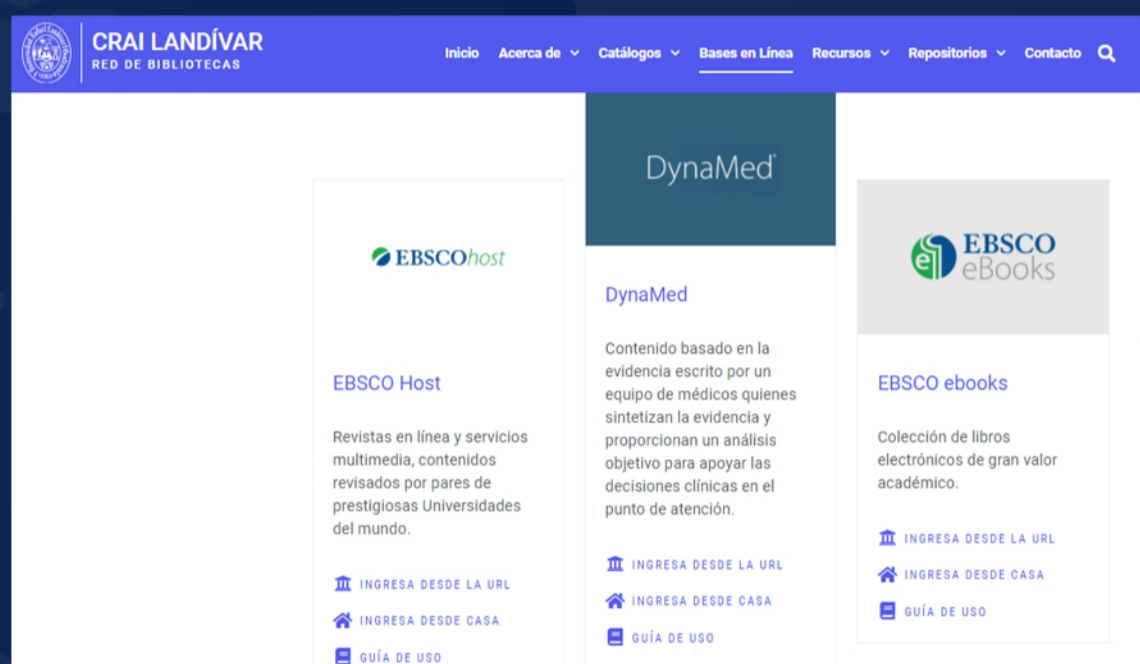 CRAI LANDÍVAR
RED DE BIBLIOTECAS
Inicio Acerca de Catálogos Bases en Línea Recursos Repositorios Contacto
EBSCOhost
EBSCO Host
Revistas en línea y servicios
multimedia, contenidos
revisados por pares de
prestigiosas Universidades
del mundo.
INGRESA DESDE LA URL
INGRESA DESDE CASA
GUÍA DE USO
DynaMed
DynaMed
Contenido basado en la
evidencia escrito por un
equipo de médicos quienes
sintetizan la evidencia y
proporcionan un análisis
objetivo para apoyar las
decisiones clínicas en el
punto de atención.
INGRESA DESDE LA URL
INGRESA DESDE CASA
GUÍA DE USO
e
EBSCO
eBooks
EBSCO ebooks
Colección de libros
electrónicos de gran valor
académico.
INGRESA DESDE LA URL
INGRESA DESDE CASA
GUÍA DE USO